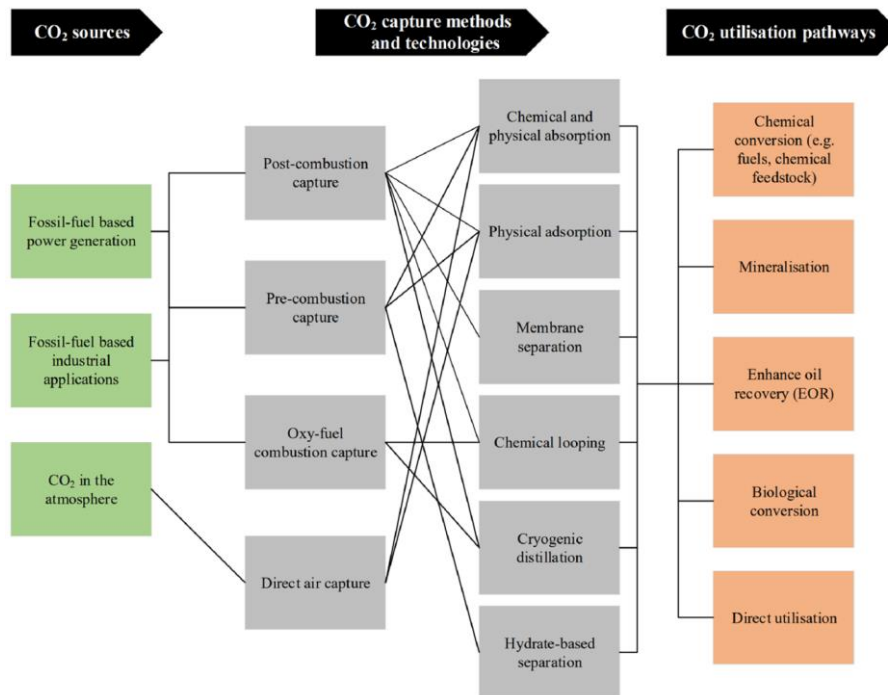 CO₂ sources
CO₂ capture methods
and technologies
CO₂ utilisation pathways
Fossil-fuel based
power generation
Fossil-fuel based
industrial
applications
CO₂ in the
atmosphere
Post-combustion
capture
Pre-combustion
capture
Oxy-fuel
combustion capture
Direct air capture
Chemical and
physical absorption
Physical adsorption
Membrane
separation
Chemical looping
Cryogenic
distillation
Hydrate-based
separation
Chemical
conversion (e.g.
fuels, chemical
feedstock)
Mineralisation
Enhance oil
recovery (EOR)
Biological
conversion
Direct utilisation